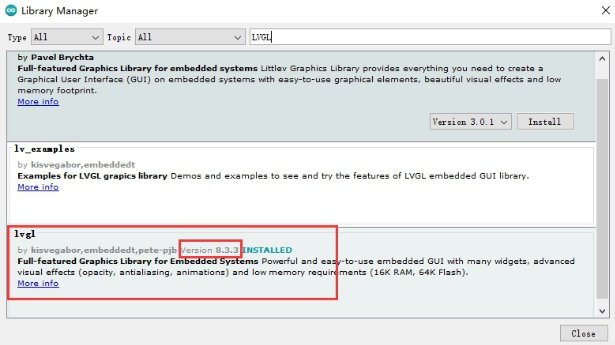 Library Manager
Type All Topic All LVGL
by Pavel Brychta
Full-featured Graphics Library for embedded systems Littlev Graphics Library provides everything you need to create a
Graphical User Interface (GUI) on embedded systems with easy-to-use graphical elements, beautiful visual effects and low
memory footprint.
More info
Version 3.0.1 Install
lv_examples
by kisvegabor,embeddedt
Examples for LVGL grapics library Demos and examples to see and try the features of LVGL embedded GUI library.
More info
lvgl
by kisvegabor,embeddedt,pete-pjb Version 8.3.3 INSTALLED
Full-featured Graphics Library for Embedded Systems Powerful and easy-to-use embedded GUI with many widgets, advanced
visual effects (opacity, antialiasing, animations) and low memory requirements (16K RAM, 64K Flash).
More info
Close